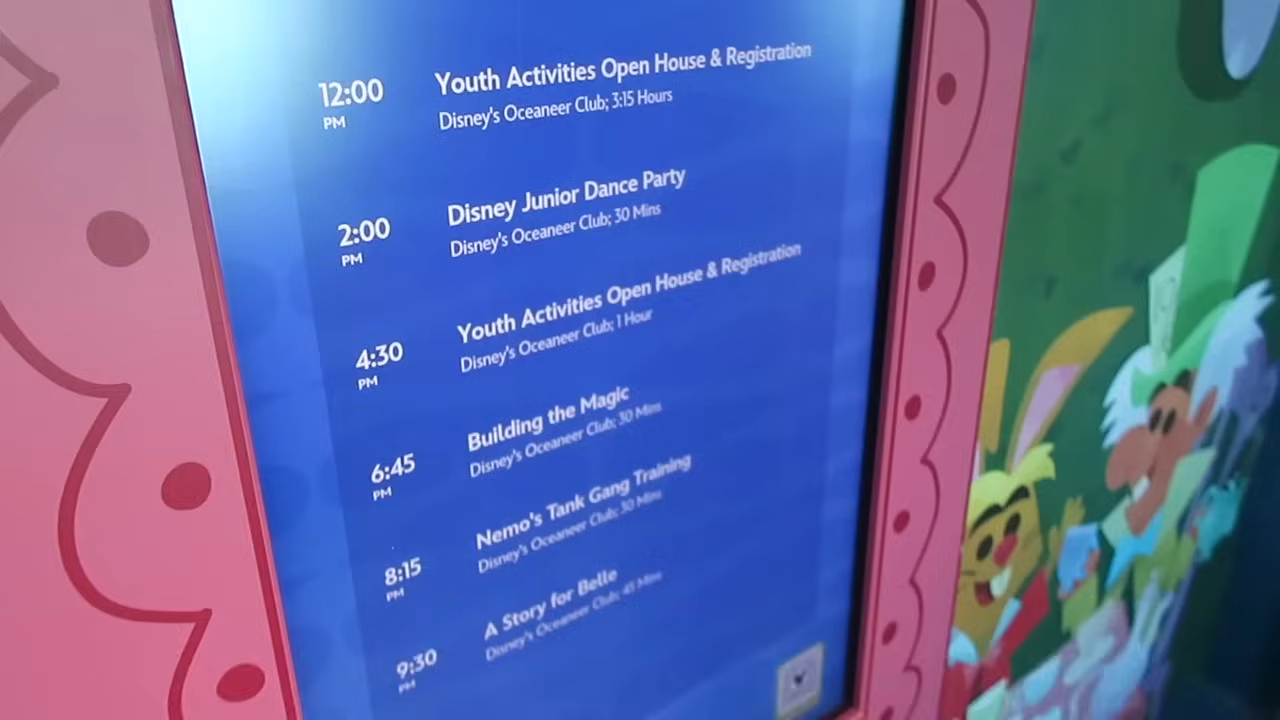 12:00
PM
Youth Activities Open House & Registration
Disney's Oceaneer Club; 3:15 Hours
2:00
PM
Disney Junior Dance Party
Disney's Oceaneer Club; 30 Mins
4:30
PM
Youth Activities Open House & Registration
Disney's Oceaneer Club; 1 Hour
6:45
PM
Building the Magic
Disney's Oceaneer Club; 30 Mins
8:15
PM
Nemo's Tank Gang Training
Disney's Oceaneer Club; 30 Mins
9:30
PM
A Story for Belle
Disney's Oceaneer Club; 45 Mins